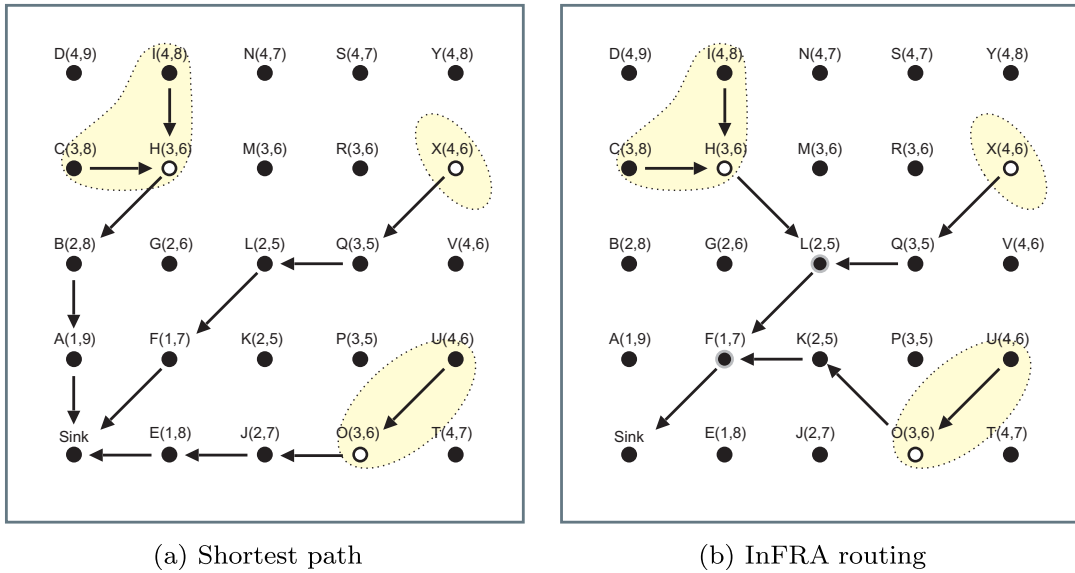 D(4,9) I(4,8) N(4,7) S(4,7) Y(4,8)
C(3,8) H(3,6) M(3,6) R(3,6) X(4,6)
B(2,8) G(2,6) L(2,5) Q(3,5) V(4,6)
A(1,9) F(1,7) K(2,5) P(3,5) U(4,6)
Sink E(1,8) J(2,7) O(3,6) T(4,7)
(a) Shortest path
D(4,9) I(4,8) N(4,7) S(4,7) Y(4,8)
C(3,8) H(3,6) M(3,6) R(3,6) X(4,6)
B(2,8) G(2,6) L(2,5) Q(3,5) V(4,6)
A(1,9) F(1,7) K(2,5) P(3,5) U(4,6)
Sink E(1,8) J(2,7) O(3,6) T(4,7)
(b) InFRA routing